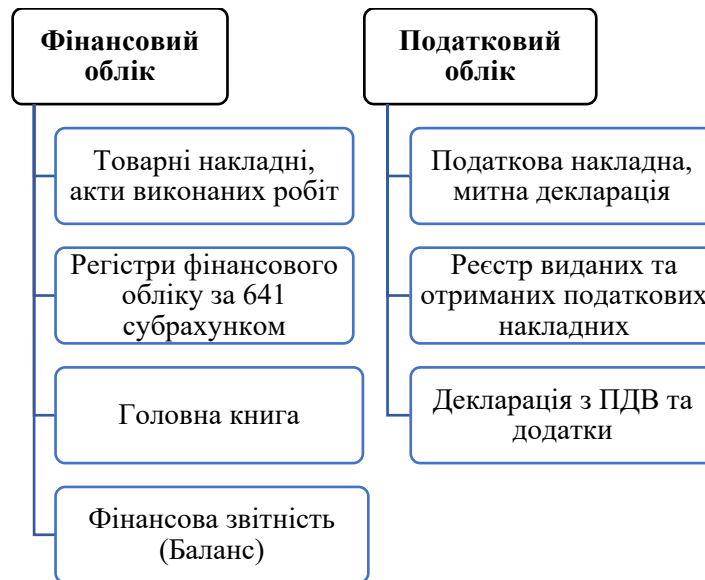 Фінансовий
облік
Товарні накладні,
акти виконаних робіт
Регістри фінансового
обліку за 641
субрахунком
Головна книга
Фінансова звітність
(Баланс)
Податковий
облік
Податкова накладна,
митна декларація
Реєстр виданих та
отриманих податкових
накладних
Декларація з ПДВ та
додатки